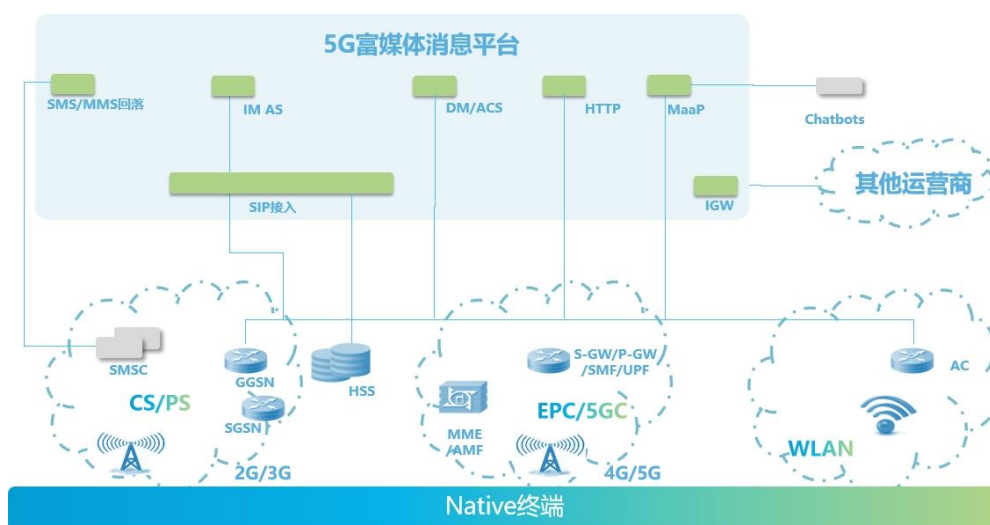 5G富媒体消息平台
SMS/MMS回落
IM AS
DM/ACS
HTTP
MaaP
Chatbots
SIP接入
IGW
其他运营商
SMSC
GGSN
HSS
S-GW/P-GW
/SMF/UPF
AC
CS/PS
SGSN
MME
/AMF
EPC/5GC
WLAN
2G/3G
4G/5G
Native终端